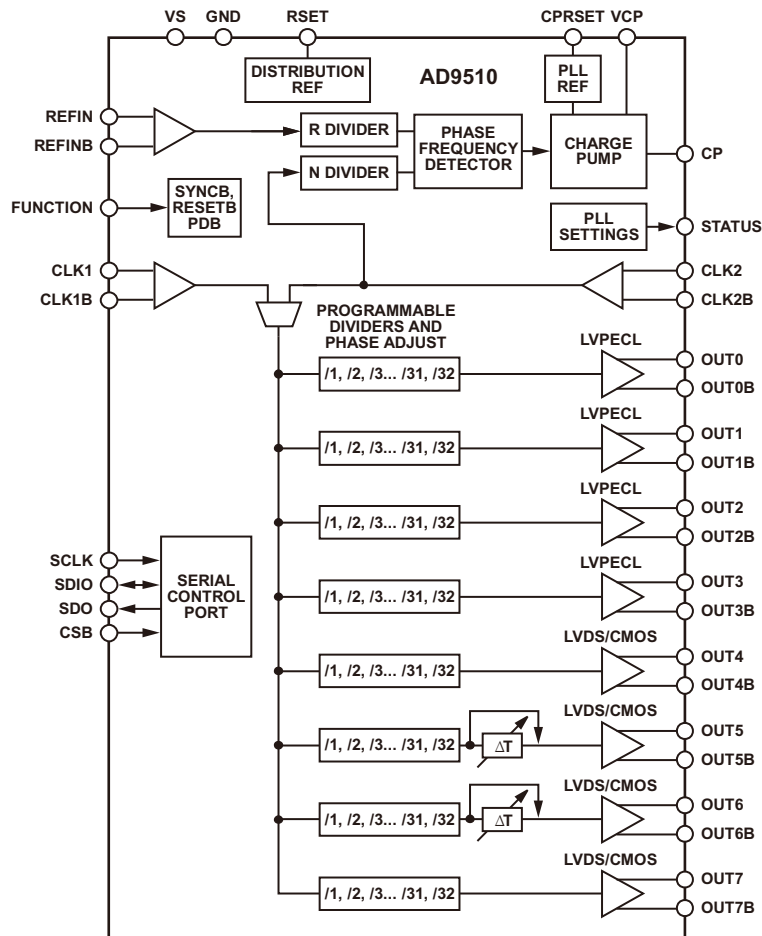 VS GND RSET CPRSET VCP
DISTRIBUTION
REF
AD9510
PLL
REF
REFIN
REFINB
R DIVIDER
N DIVIDER
PHASE
FREQUENCY
DETECTOR
CHARGE
PUMP
CP
FUNCTION
SYNCB,
RESETB
PDB
PLL
SETTINGS
STATUS
CLK1
CLK1B
CLK2
CLK2B
PROGRAMMABLE
DIVIDERS AND
PHASE ADJUST
LVPECL
/1, /2, /3... /31, /32
OUT0
OUT0B
LVPECL
/1, /2, /3... /31, /32
OUT1
OUT1B
LVPECL
/1, /2, /3... /31, /32
OUT2
OUT2B
SCLK
SDIO
SDO
CSB
SERIAL
CONTROL
PORT
LVPECL
/1, /2, /3... /31, /32
OUT3
OUT3B
LVDS/CMOS
/1, /2, /3... /31, /32
OUT4
OUT4B
LVDS/CMOS
/1, /2, /3... /31, /32
ΔT
OUT5
OUT5B
LVDS/CMOS
/1, /2, /3... /31, /32
ΔT
OUT6
OUT6B
LVDS/CMOS
/1, /2, /3... /31, /32
OUT7
OUT7B